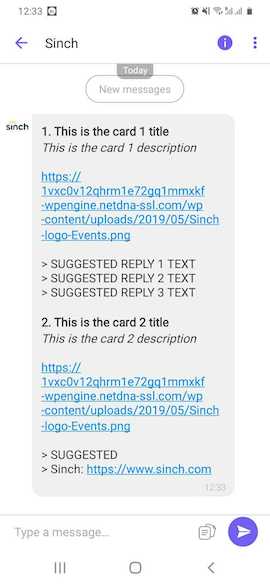 12:33
Sinch
Today
New messages
sinch
1. This is the card 1 title
This is the card 1 description
https://
1vxc0v12qhrm1e72gq1mmxkf
-wpengine.netdna-ssl.com/wp
-content/uploads/2019/05/Sinch
-logo-Events.png
> SUGGESTED REPLY 1 TEXT
> SUGGESTED REPLY 2 TEXT
> SUGGESTED REPLY 3 TEXT
2. This is the card 2 title
This is the card 2 description
https://
1vxc0v12qhrm1e72gq1mmxkf
-wpengine.netdna-ssl.com/wp
-content/uploads/2019/05/Sinch
-logo-Events.png
> SUGGESTED
> Sinch: https://www.sinch.com
12:33
Type a message...